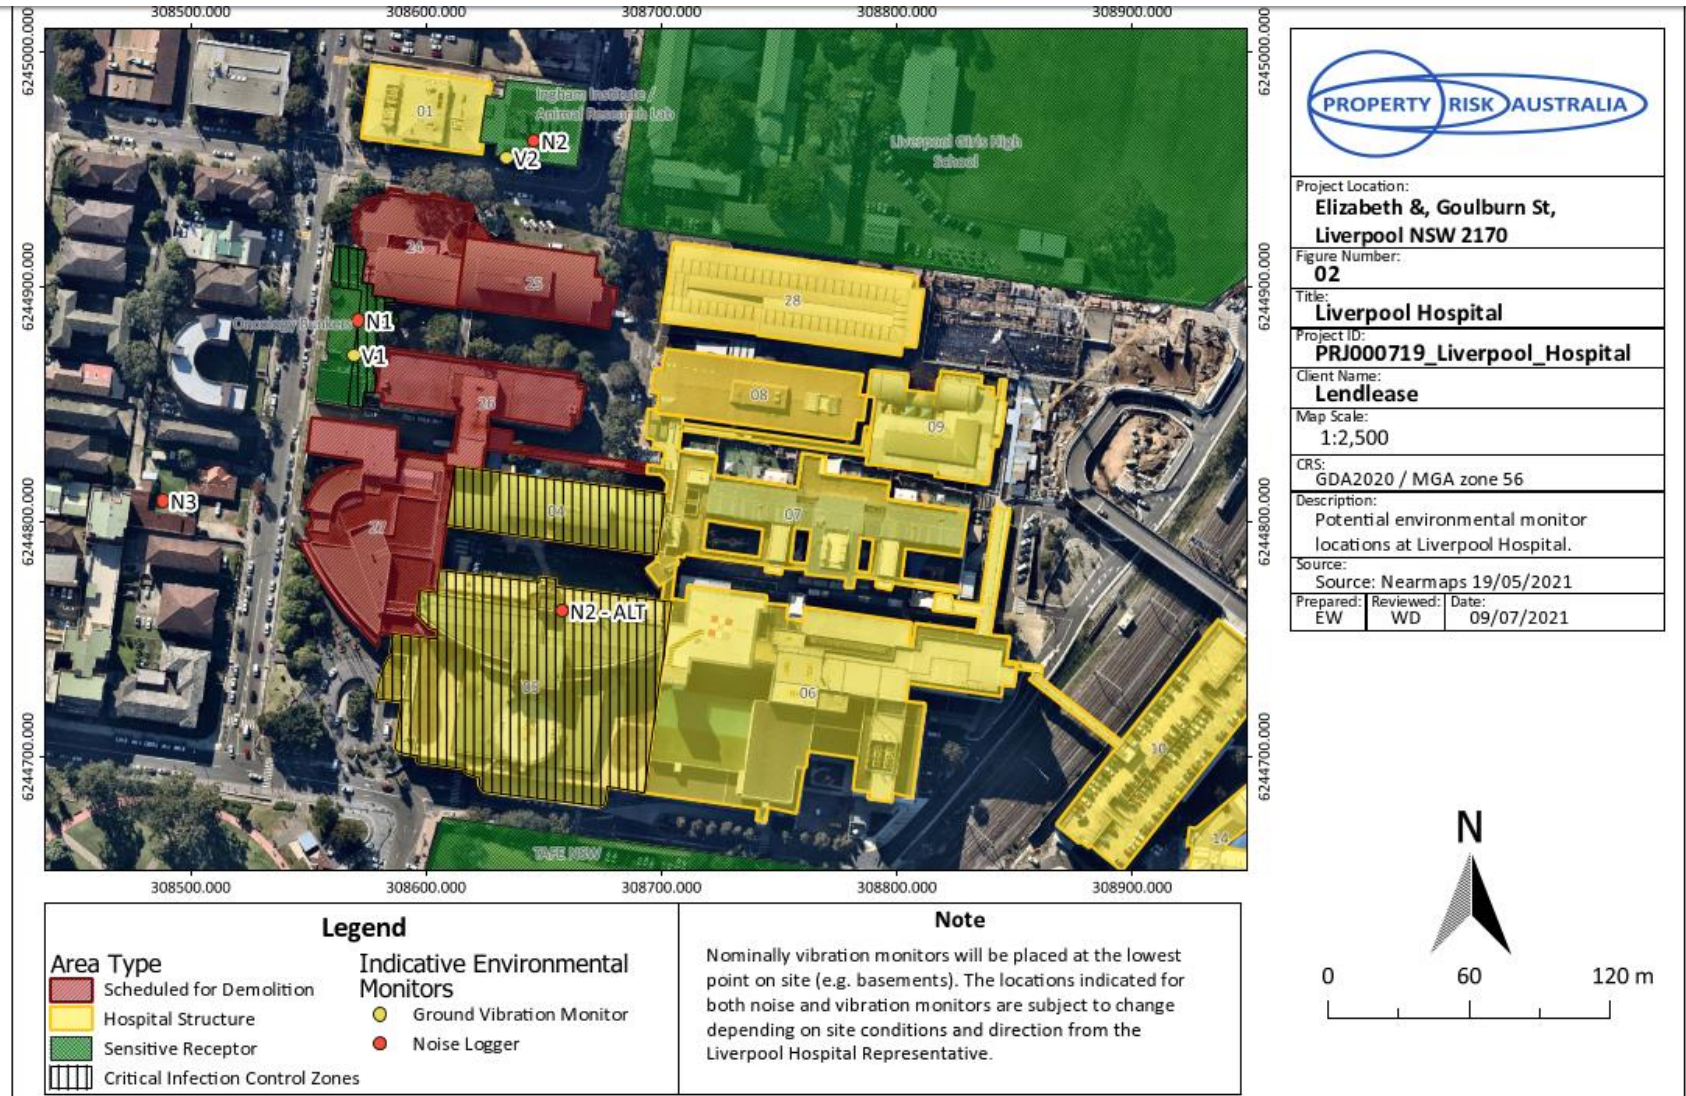 308500.000 308600.000 308700.000 308800.000 308900.000
6245000.000
6244900.000
6244800.000
6244700.000
01
Ingham Institute /
Animal Research Lab
N2
V2
Liverpool Girls High
School
24
25
28
Oncology Bunkers
N1
V1
26
08
09
N3
27
04
07
N2 - ALT
05
06
10
14
TAFE NSW
6245000.000
6244900.000
6244800.000
6244700.000
308500.000 308600.000 308700.000 308800.000 308900.000
PROPERTY RISK AUSTRALIA
Project Location:
Elizabeth &, Goulburn St,
Liverpool NSW 2170
Figure Number:
02
Title:
Liverpool Hospital
Project ID:
PRJ000719_Liverpool_Hospital
Client Name:
Lendlease
Map Scale:
1:2,500
CRS:
GDA2020 / MGA zone 56
Description:
Potential environmental monitor
locations at Liverpool Hospital.
Source:
Source: Nearmaps 19/05/2021
Prepared: Reviewed: Date:
EW WD 09/07/2021
N
0 60 120 m
Legend
Area Type
Scheduled for Demolition
Hospital Structure
Sensitive Receptor
Critical Infection Control Zones
Indicative Environmental
Monitors
Ground Vibration Monitor
Noise Logger
Note
Nominally vibration monitors will be placed at the lowest
point on site (e.g. basements). The locations indicated for
both noise and vibration monitors are subject to change
depending on site conditions and direction from the
Liverpool Hospital Representative.